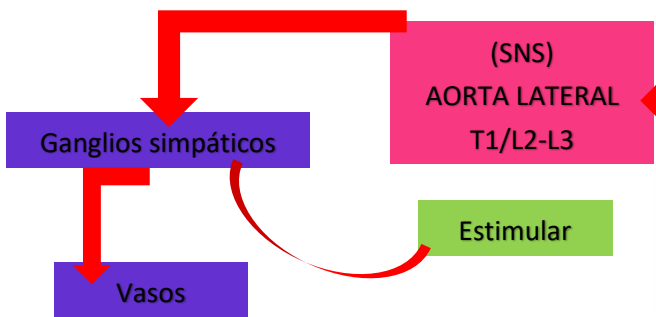 (SNS)
AORTA LATERAL
T1/L2-L3
Ganglios simpáticos
Estimular
Vasos